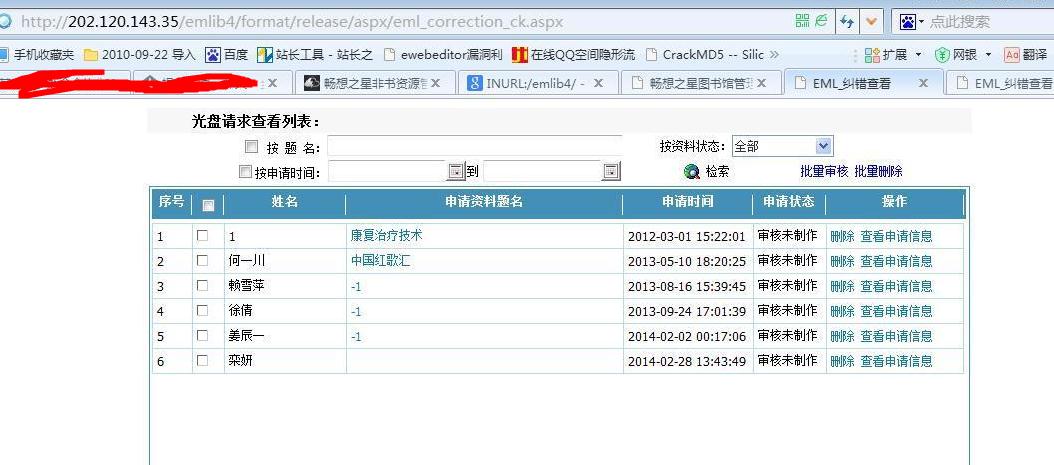 http://202.120.143.35/emlib4/format/release/aspx/eml_correction_ck.aspx 点此搜索
手机收藏夹 2010-09-22 导入 百度 站长工具 - 站长之 ewebeditor漏洞利 在线QQ空间隐形流 CrackMD5 -- Silic » 扩展 网银 Aa 翻译
畅想之星非书资源管 INURL:/emlib4/ - 畅想之星图书馆管理 EML_纠错查看 EML_纠错查看
光盘请求查看列表:
按 题 名: 按资料状态: 全部
按申请时间: 到 检索 批量审核 批量删除
序号 姓名 申请资料题名 申请时间 申请状态 操作
1 1 康复治疗技术 2012-03-01 15:22:01 审核未制作 删除 查看申请信息
2 何一川 中国红歌汇 2013-05-10 18:20:25 审核未制作 删除 查看申请信息
3 赖雪萍 -1 2013-08-16 15:39:45 审核未制作 删除 查看申请信息
4 徐倩 -1 2013-09-24 17:01:39 审核未制作 删除 查看申请信息
5 姜辰一 -1 2014-02-02 00:17:06 审核未制作 删除 查看申请信息
6 栾妍 2014-02-28 13:43:49 审核未制作 删除 查看申请信息